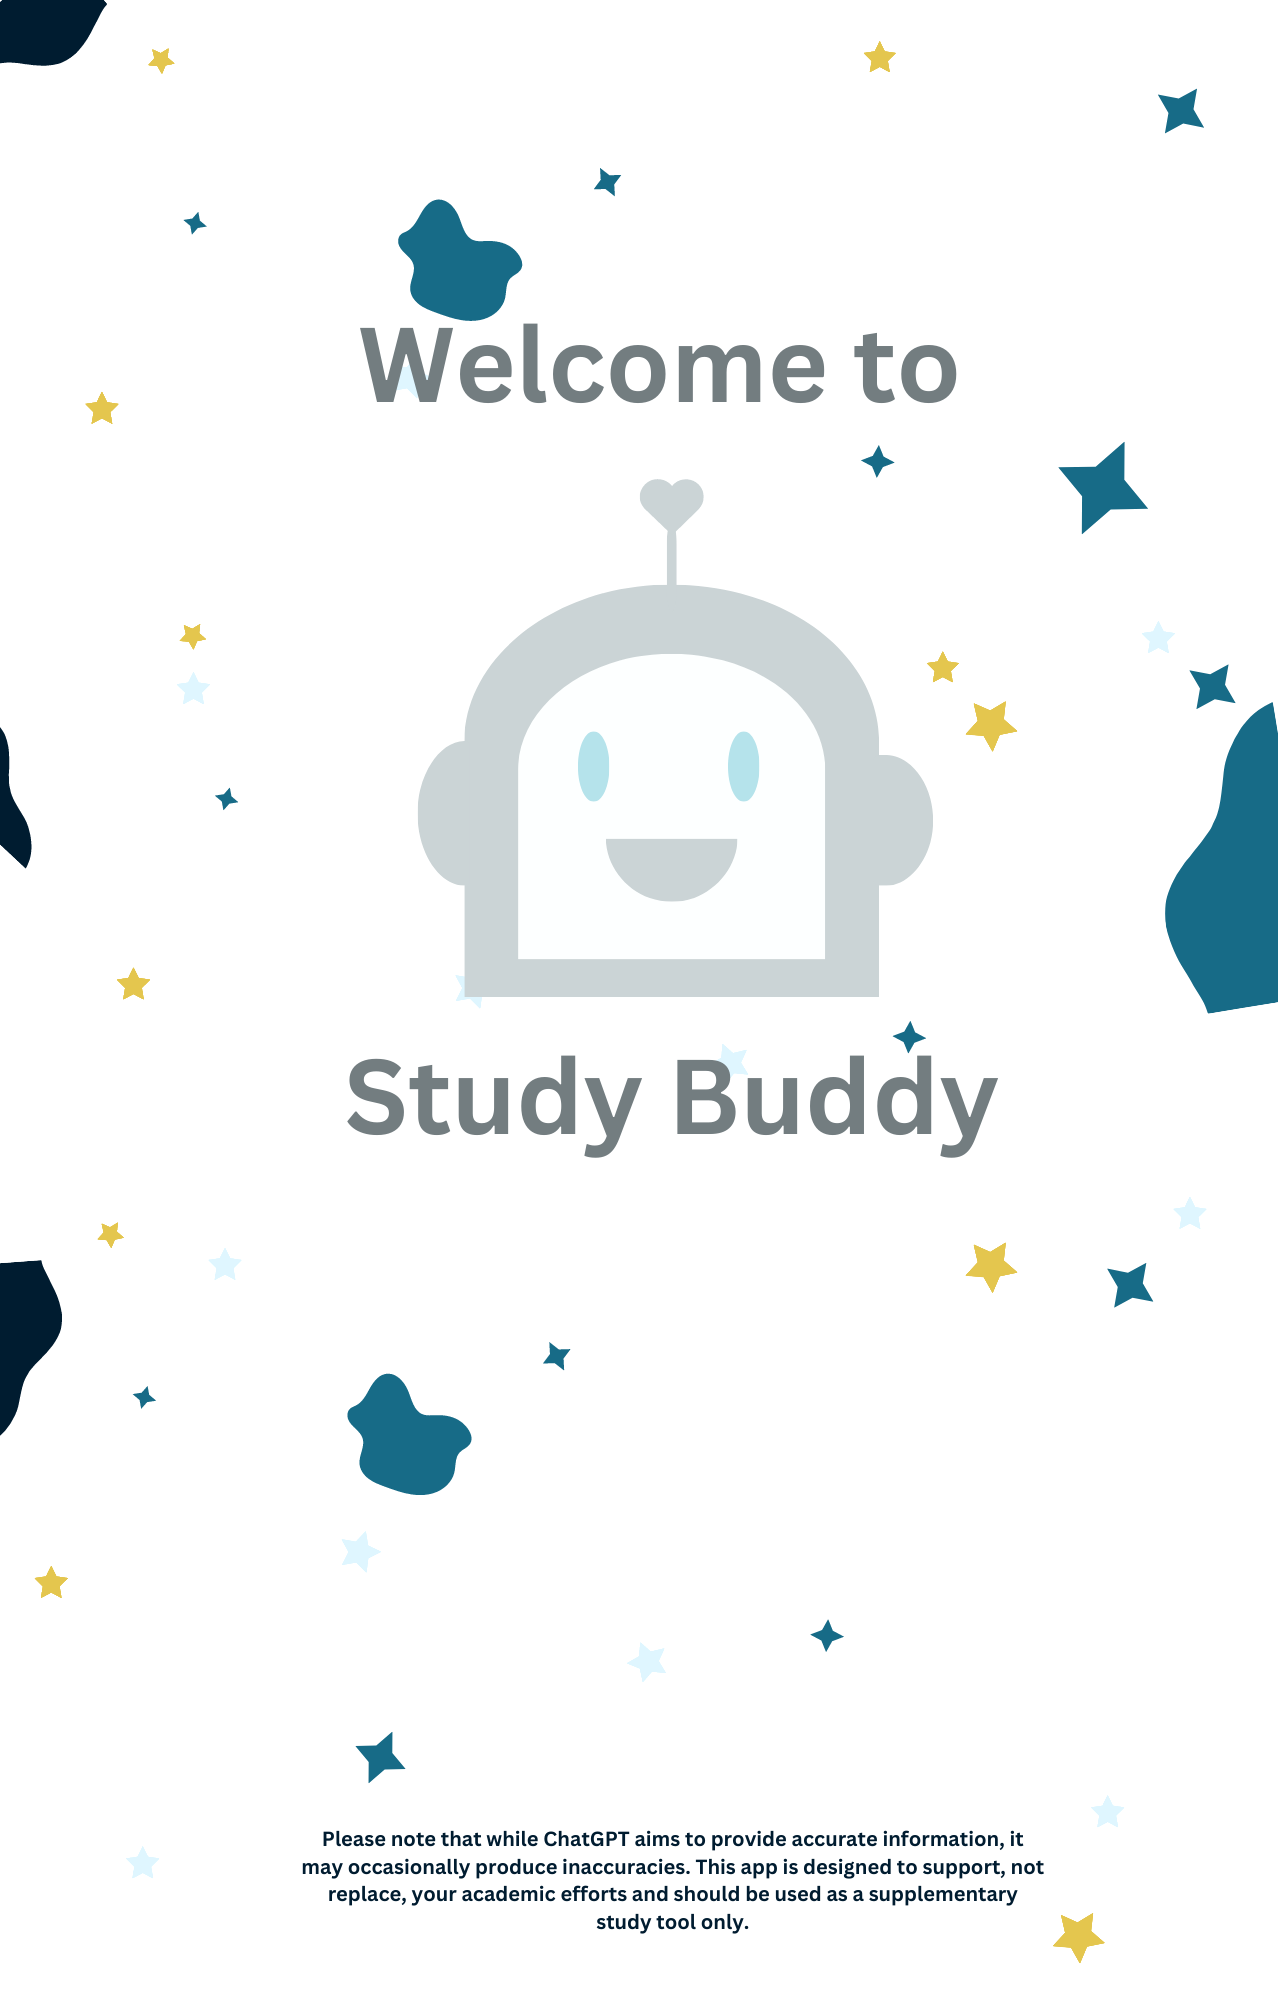 Welcome to
Study Buddy
Please note that while ChatGPT aims to provide accurate information, it
may occasionally produce inaccuracies. This app is designed to support, not
replace, your academic efforts and should be used as a supplementary
study tool only.